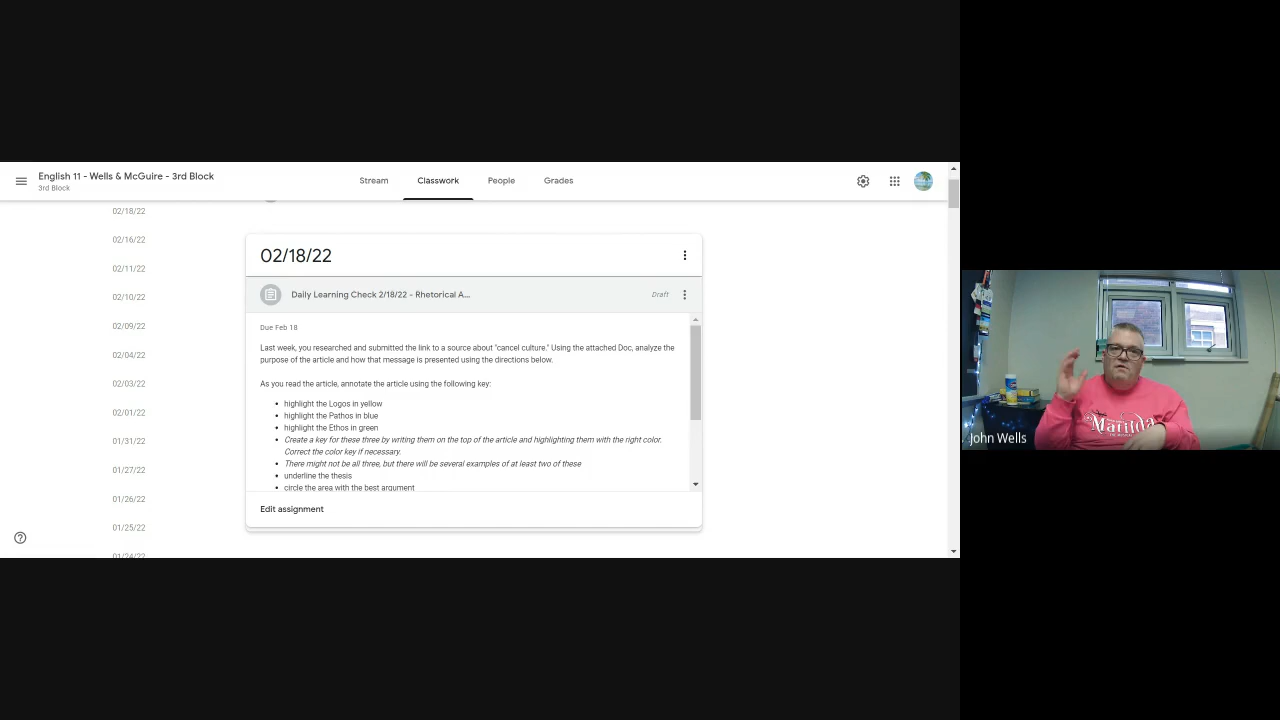 English 11 - Wells & McGuire - 3rd Block
3rd Block
Stream
Classwork
People
Grades
02/18/22
02/16/22
02/11/22
02/10/22
02/09/22
02/04/22
02/03/22
02/01/22
01/31/22
01/27/22
01/26/22
01/25/22
01/24/22
02/18/22
Daily Learning Check 2/18/22 - Rhetorical A...
Draft
Due Feb 18
Last week, you researched and submitted the link to a source about "cancel culture." Using the attached Doc, analyze the
purpose of the article and how that message is presented using the directions below.
As you read the article, annotate the article using the following key:
highlight the Logos in yellow
highlight the Pathos in blue
highlight the Ethos in green
Create a key for these three by writing them on the top of the article and highlighting them with the right color.
Correct the color key if necessary.
There might not be all three, but there will be several examples of at least two of these
underline the thesis
circle the area with the best argument
Edit assignment
Matilda
THE MUSICAL
John Wells